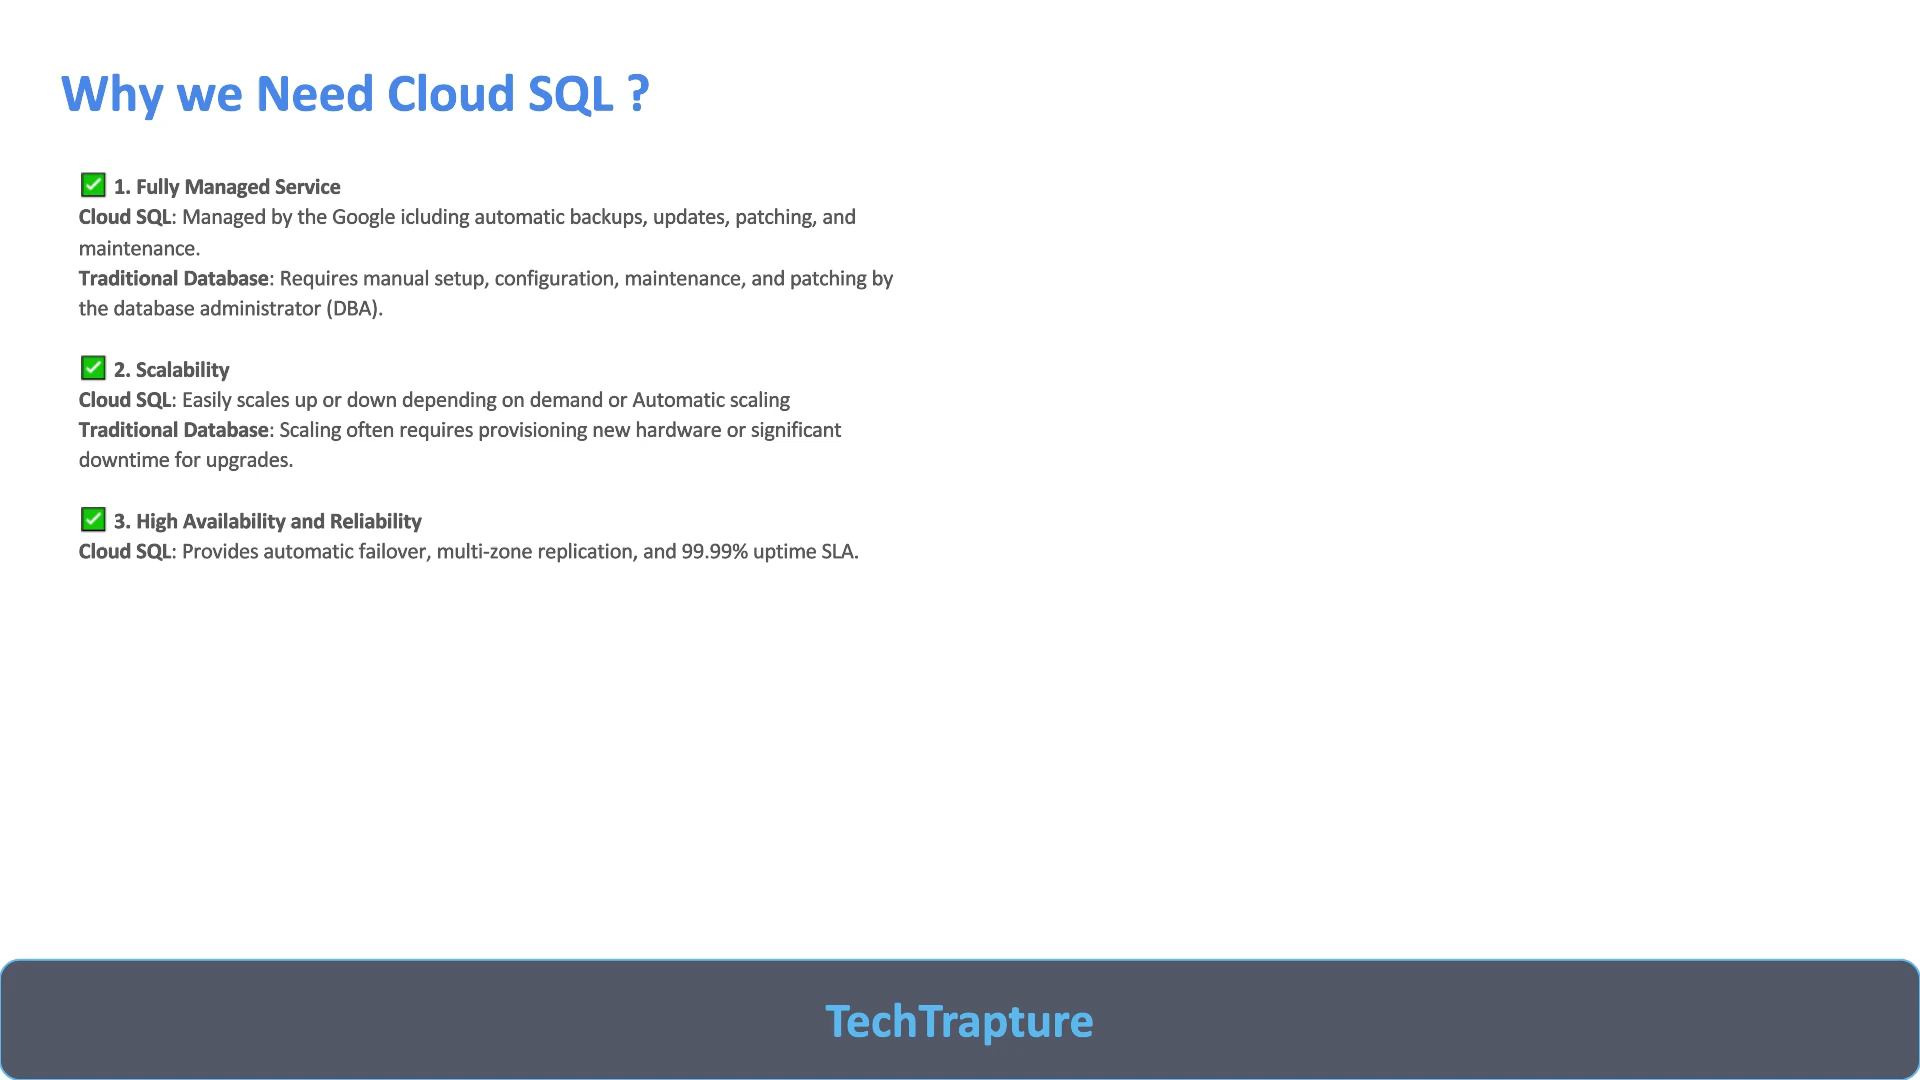 Why we Need Cloud SQL ?
✅ 1. Fully Managed Service
Cloud SQL: Managed by the Google icluding automatic backups, updates, patching, and
maintenance.
Traditional Database: Requires manual setup, configuration, maintenance, and patching by
the database administrator (DBA).
✅ 2. Scalability
Cloud SQL: Easily scales up or down depending on demand or Automatic scaling
Traditional Database: Scaling often requires provisioning new hardware or significant
downtime for upgrades.
✅ 3. High Availability and Reliability
Cloud SQL: Provides automatic failover, multi-zone replication, and 99.99% uptime SLA.
TechTrapture